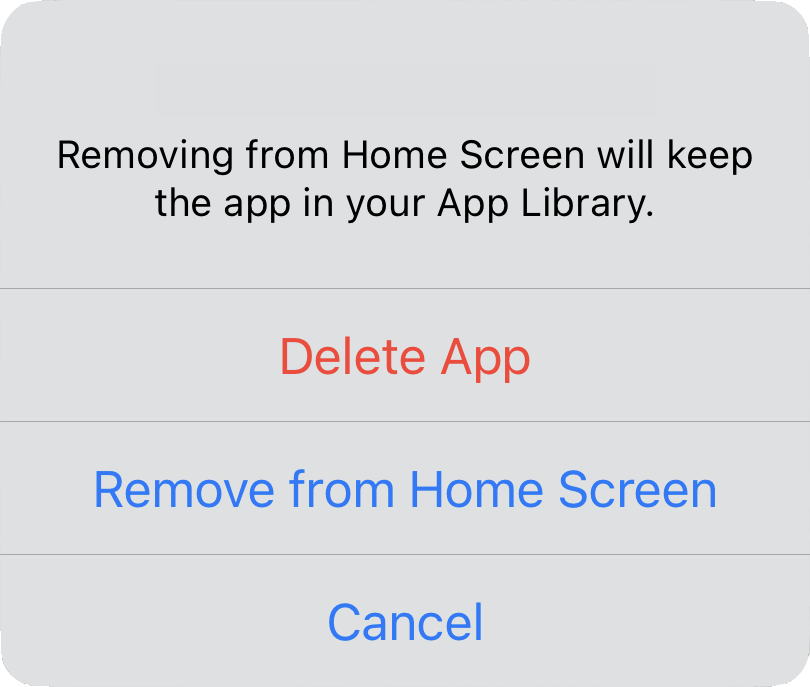 Removing from Home Screen will keep
the app in your App Library.
Delete App
Remove from Home Screen
Cancel